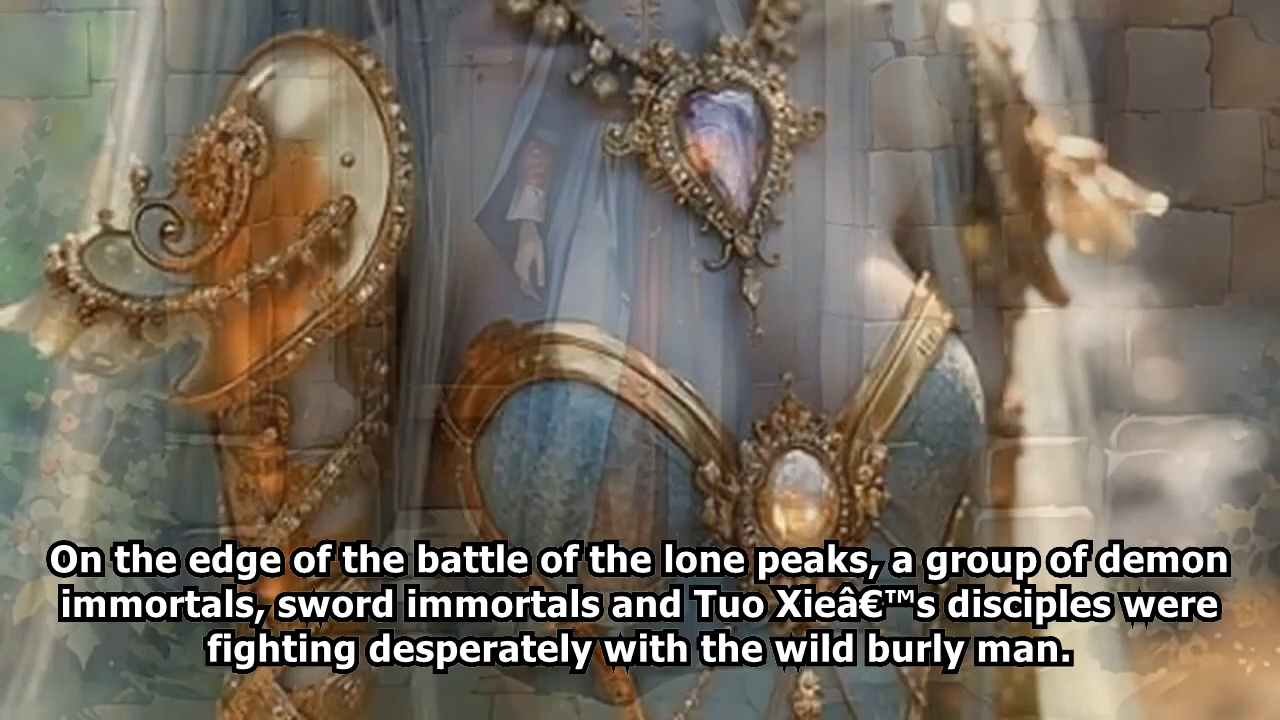 On the edge of the battle of the lone peaks, a group of demon
immortals, sword immortals and Tuo Xieâ€™s disciples were
fighting desperately with the wild burly man.